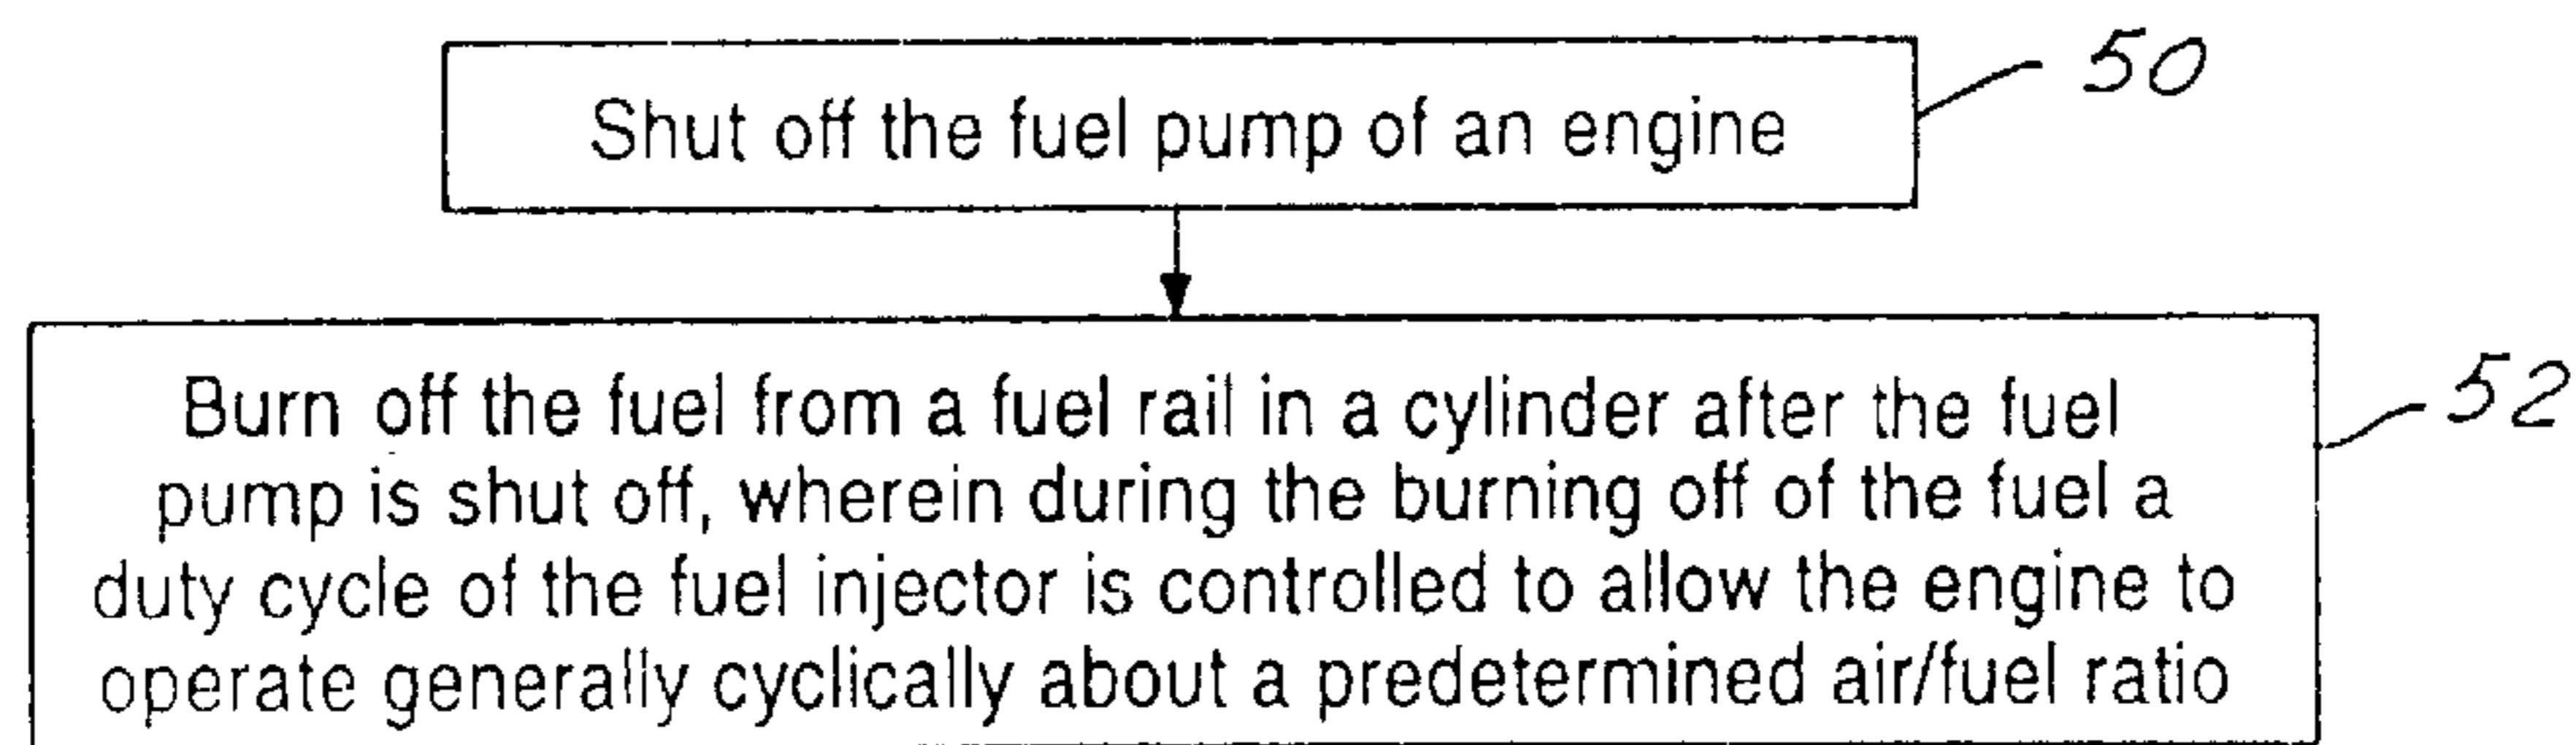 Shut off the fuel pump of an engine
50
Burn off the fuel from a fuel rail in a cylinder after the fuel
pump is shut off, wherein during the burning off of the fuel a
duty cycle of the fuel injector is controlled to allow the engine to
operate generally cyclically about a predetermined air/fuel ratio
52